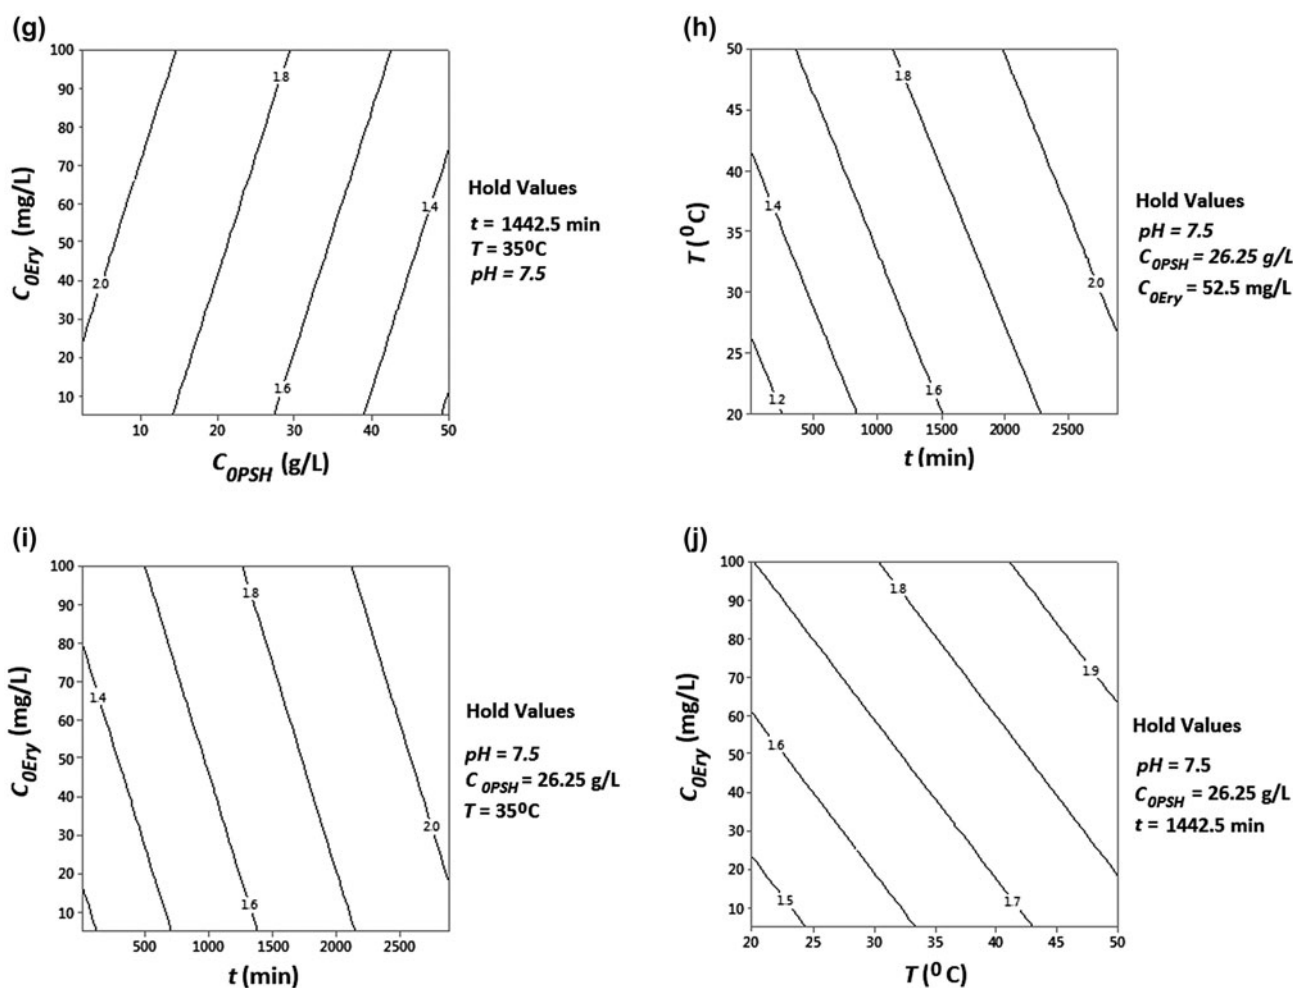 (g)
100
90
80
70
60
50
40
30
20
10
10
20
30
40
50
2.0
1.8
1.6
1.4
C0Ery (mg/L)
C0PSH (g/L)
Hold Values
t = 1442.5 min
T = 35⁰C
pH = 7.5
(h)
50
45
40
35
30
25
20
500
1000
1500
2000
2500
1.8
1.4
2.0
1.6
1.2
T (⁰C)
t (min)
Hold Values
pH = 7.5
C0PSH = 26.25 g/L
C0Ery = 52.5 mg/L
(i)
100
90
80
70
60
50
40
30
20
10
500
1000
1500
2000
2500
1.8
1.4
2.0
1.6
C0Ery (mg/L)
t (min)
Hold Values
pH = 7.5
C0PSH = 26.25 g/L
T = 35⁰C
(j)
100
90
80
70
60
50
40
30
20
10
20
25
30
35
40
45
50
1.8
1.9
1.6
1.5
1.7
C0Ery (mg/L)
T (⁰ C)
Hold Values
pH = 7.5
C0PSH = 26.25 g/L
t = 1442.5 min